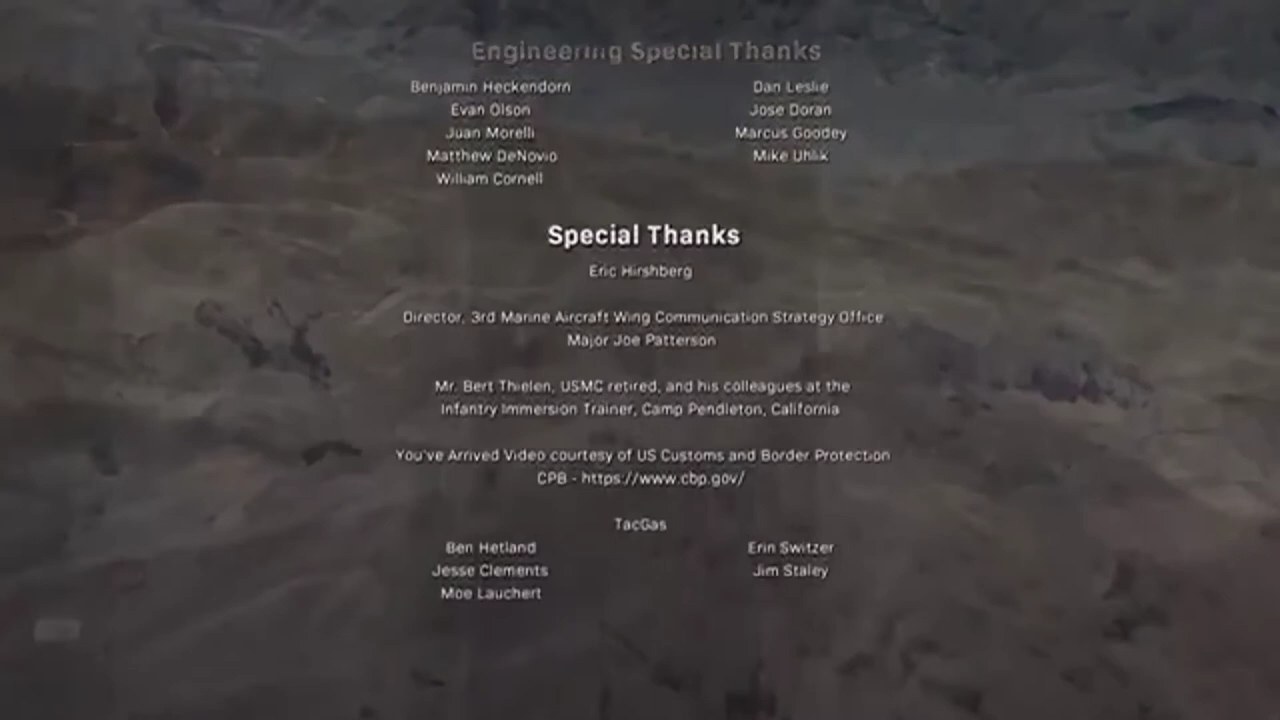 Engineering Special Thanks
Benjamin Heckendorn Dan Leslie
Evan Olson Jose Doran
Juan Morelli Marcus Goodey
Matthew DeNovio Mike Uhlik
William Cornell
Special Thanks
Eric Hirshberg
Director, 3rd Marine Aircraft Wing Communication Strategy Office
Major Joe Patterson
Mr. Bert Thielen, USMC retired, and his colleagues at the
Infantry Immersion Trainer, Camp Pendleton, California
You've Arrived Video courtesy of US Customs and Border Protection
CPB - https://www.cbp.gov/
TacGas
Ben Hetland Erin Switzer
Jesse Clements Jim Staley
Moe Lauchert